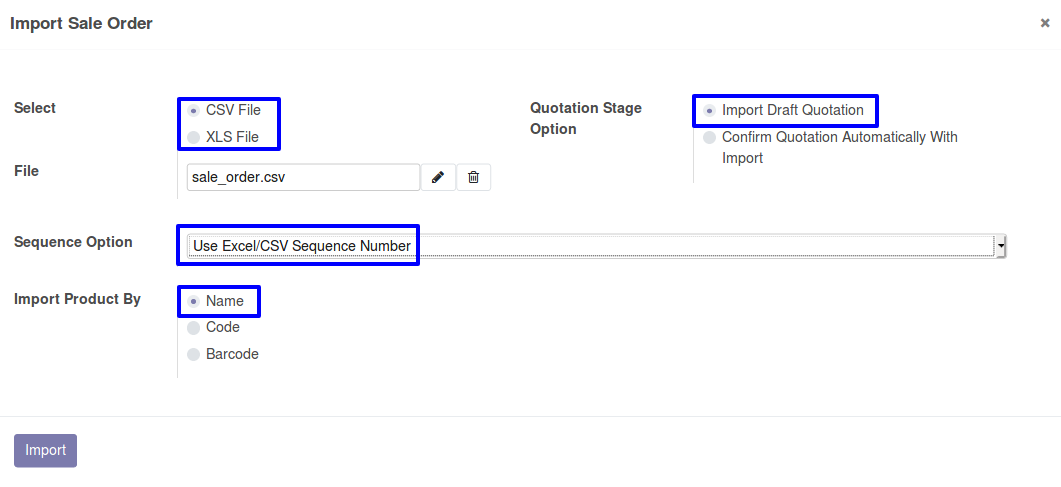 Import Sale Order
×
Select
CSV File
XLS File
Quotation Stage
Option
Import Draft Quotation
Confirm Quotation Automatically With
Import
File
sale_order.csv
Sequence Option
Use Excel/CSV Sequence Number
Import Product By
Name
Code
Barcode
Import